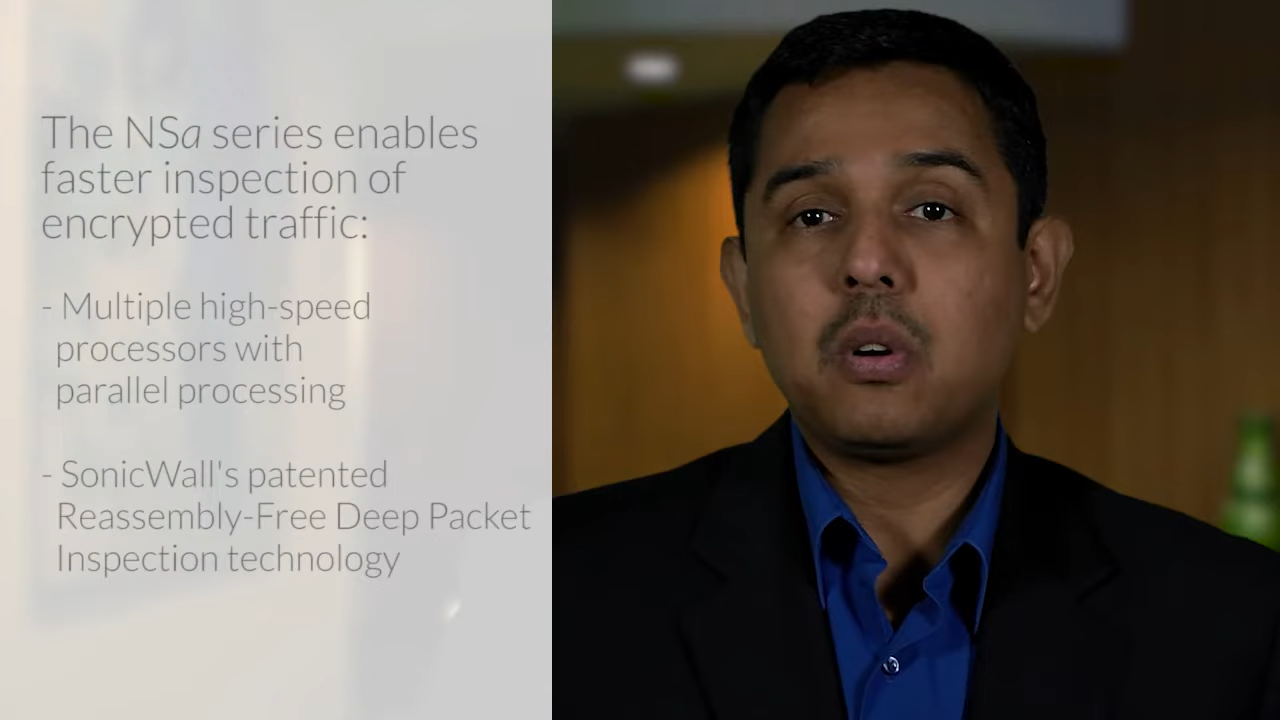 The NSa series enables
faster inspection of
encrypted traffic:
- Multiple high-speed
processors with
parallel processing
- SonicWall's patented
Reassembly-Free Deep Packet
Inspection technology